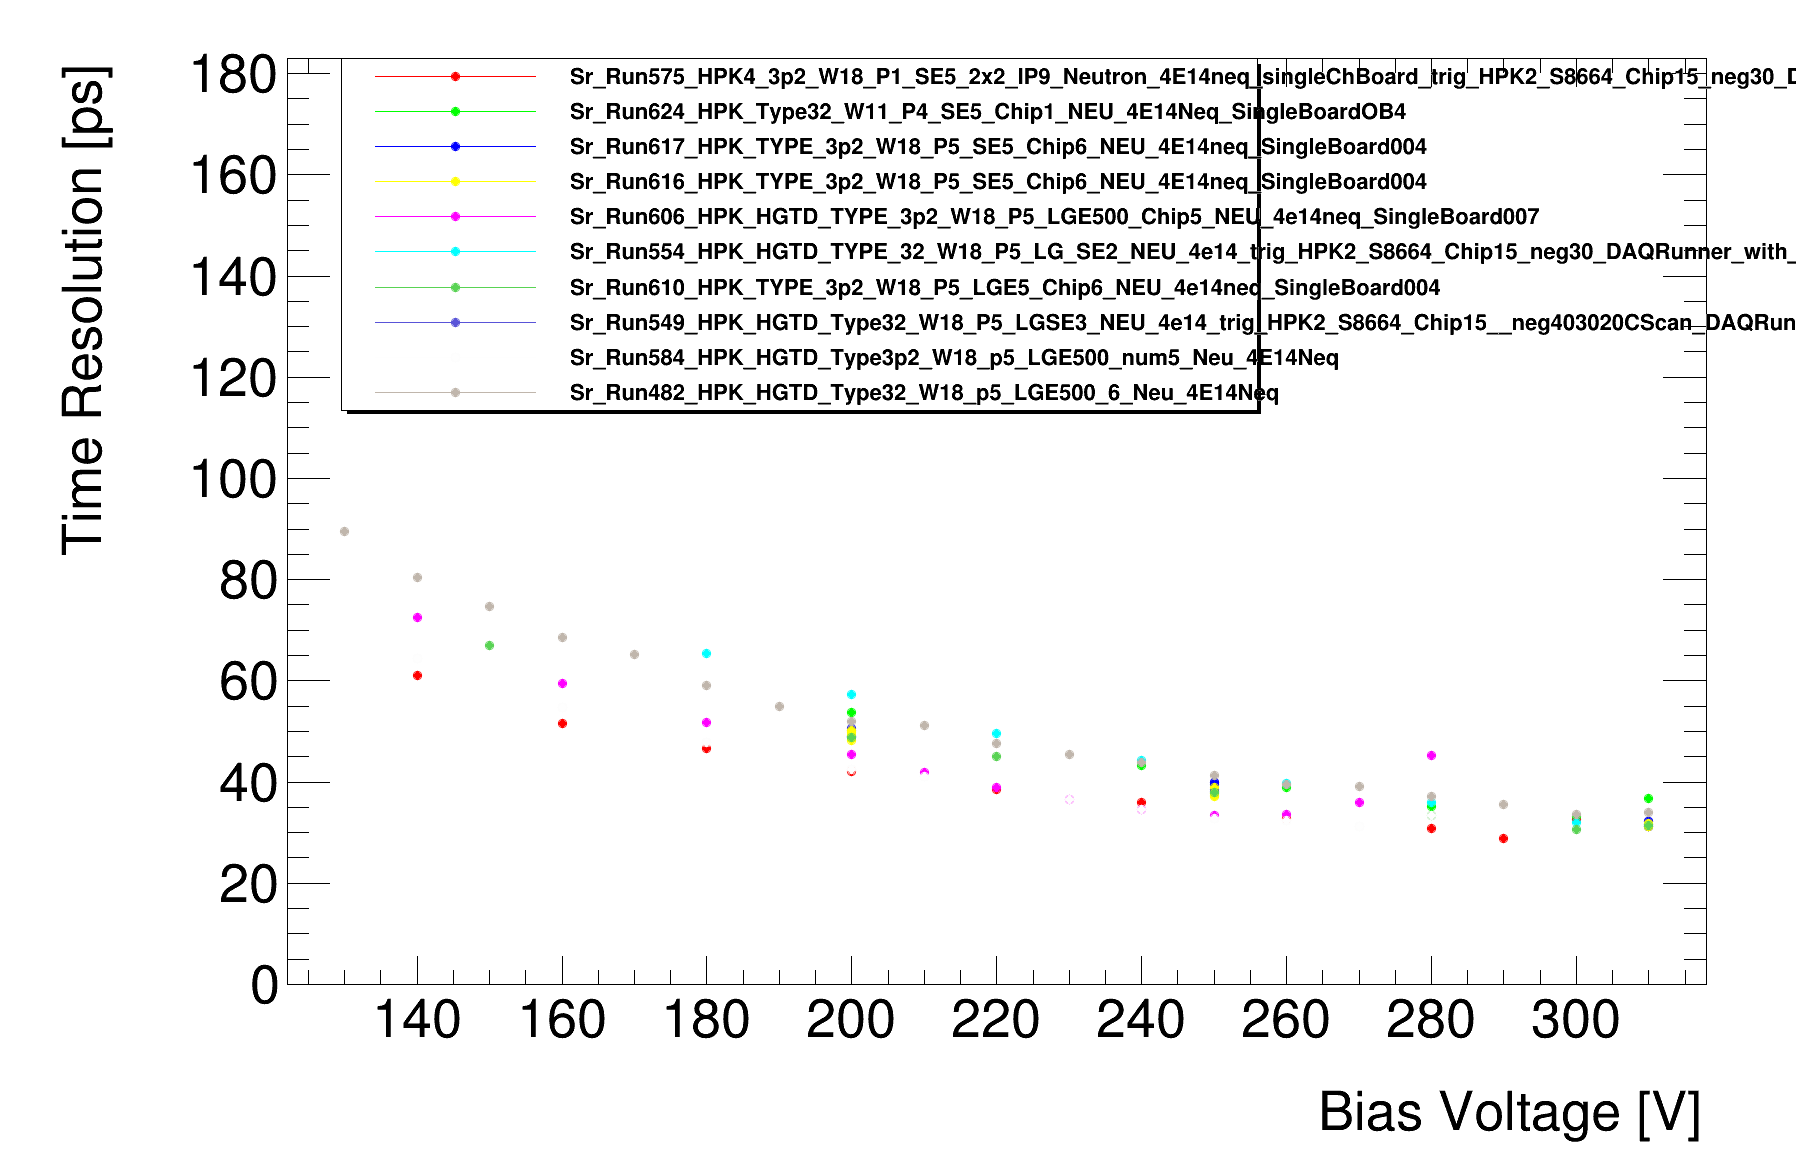 Time Resolution [ps]
180
160
140
120
100
80
60
40
20
0
Sr_Run575_HPK4_3p2_W18_P1_SE5_2x2_IP9_Neutron_4E14neq_singleChBoard_trig_HPK2_S8664_Chip15_neg30_D
Sr_Run624_HPK_Type32_W11_P4_SE5_Chip1_NEU_4E14Neq_SingleBoardOB4
Sr_Run617_HPK_TYPE_3p2_W18_P5_SE5_Chip6_NEU_4E14neq_SingleBoard004
Sr_Run616_HPK_TYPE_3p2_W18_P5_SE5_Chip6_NEU_4E14neq_SingleBoard004
Sr_Run606_HPK_HGTD_TYPE_3p2_W18_P5_LGE500_Chip5_NEU_4e14neq_SingleBoard007
Sr_Run554_HPK_HGTD_TYPE_32_W18_P5_LG_SE2_NEU_4e14_trig_HPK2_S8664_Chip15_neg30_DAQRunner_with_
Sr_Run610_HPK_TYPE_3p2_W18_P5_LGE5_Chip6_NEU_4e14neq_SingleBoard004
Sr_Run549_HPK_HGTD_Type32_W18_P5_LGSE3_NEU_4e14_trig_HPK2_S8664_Chip15__neg403020CScan_DAQRun
Sr_Run584_HPK_HGTD_Type3p2_W18_p5_LGE500_num5_Neu_4E14Neq
Sr_Run482_HPK_HGTD_Type32_W18_p5_LGE500_6_Neu_4E14Neq
140 160 180 200 220 240 260 280 300
Bias Voltage [V]